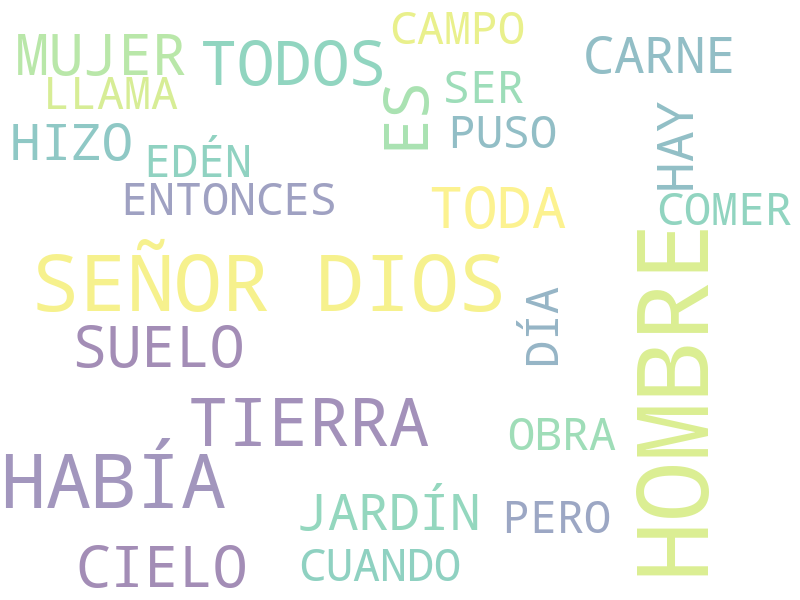 CAMPO
MUJER
TODOS
CARNE
LLAMA
SER
ES
HIZO
EDÉN
PUSO
HAY
ENTONCES
TODA
COMER
SEÑOR DIOS
HOMBRE
DÍA
SUELO
TIERRA
OBRA
HABÍA
JARDÍN
PERO
CIELO
CUANDO